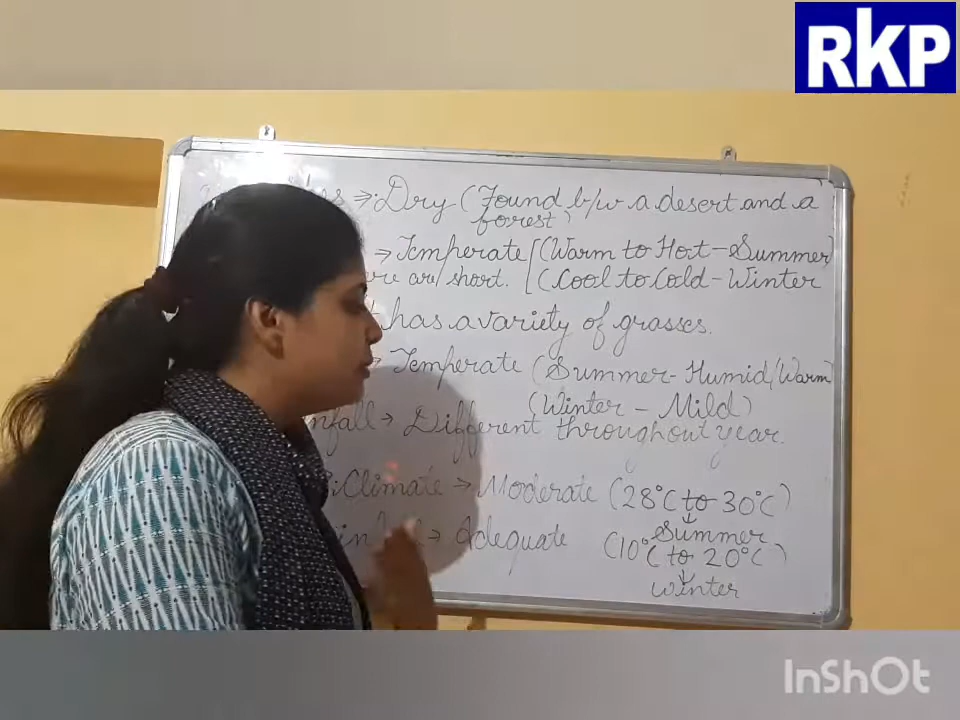 RKP
→ Dry (Found b/w a desert and a
forest)
→ Temperate [(Warm to Hot - Summer)
are short. [(Cool to Cold - Winter
has a variety of grasses.
Temperate (Summer - Humid/Warm)
(Winter - Mild)
→ Different throughout year.
Climate → Moderate (28°C to 30°C)
↓
Summer
→ Adequate (10°C to 20°C)
↓
Winter
InShOt